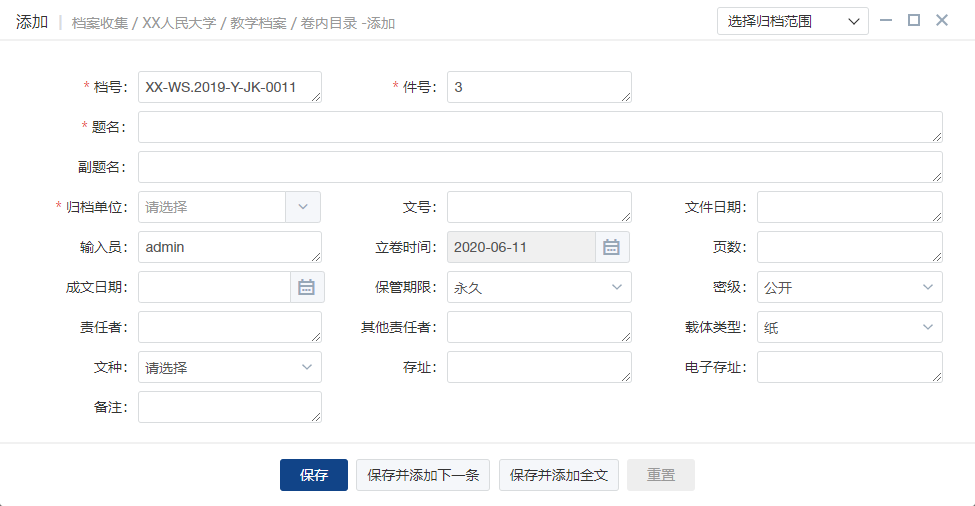 添加 | 档案收集 / XX人民大学 / 教学档案 / 卷内目录 -添加 选择归档范围
* 档号: XX-WS.2019-Y-JK-0011 * 件号: 3
* 题名:
副题名:
* 归档单位: 请选择 文号: 文件日期:
输入员: admin 立卷时间: 2020-06-11 页数:
成文日期: 保管期限: 永久 密级: 公开
责任者: 其他责任者: 载体类型: 纸
文种: 请选择 存址: 电子存址:
备注:
保存 保存并添加下一条 保存并添加全文 重置